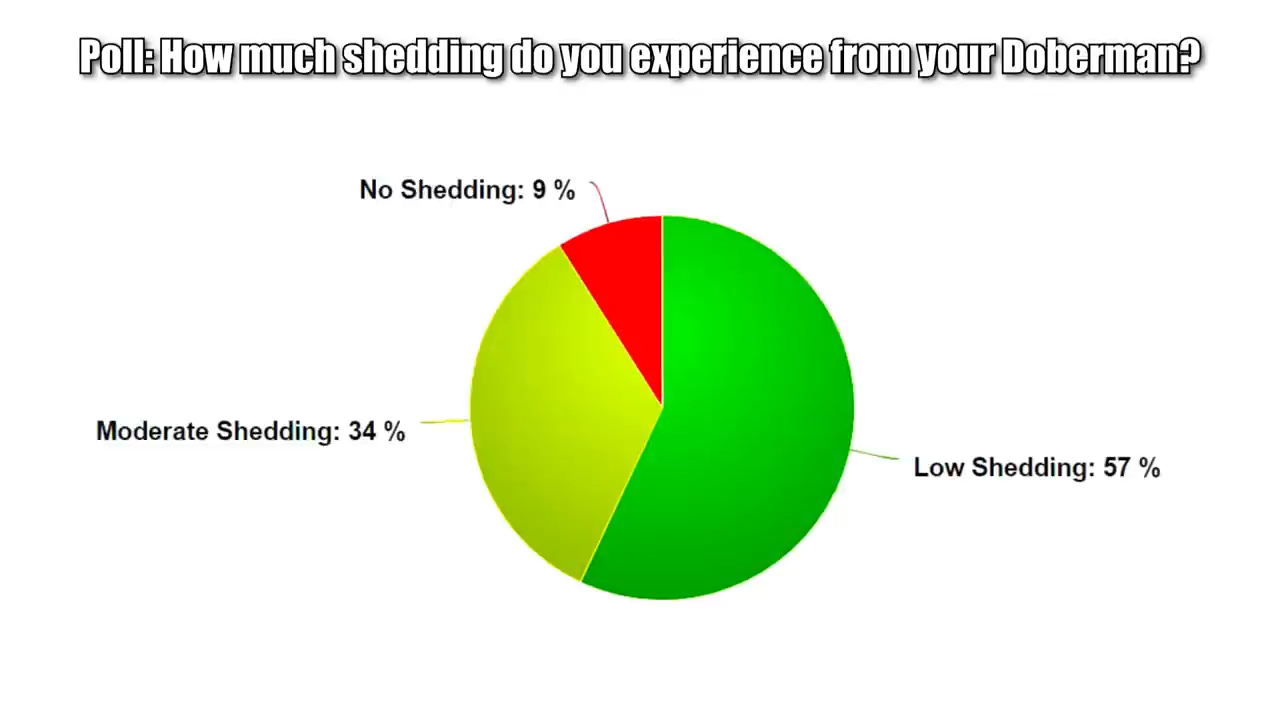 Poll: How much shedding do you experience from your Doberman?
No Shedding: 9 %
Moderate Shedding: 34 %
Low Shedding: 57 %